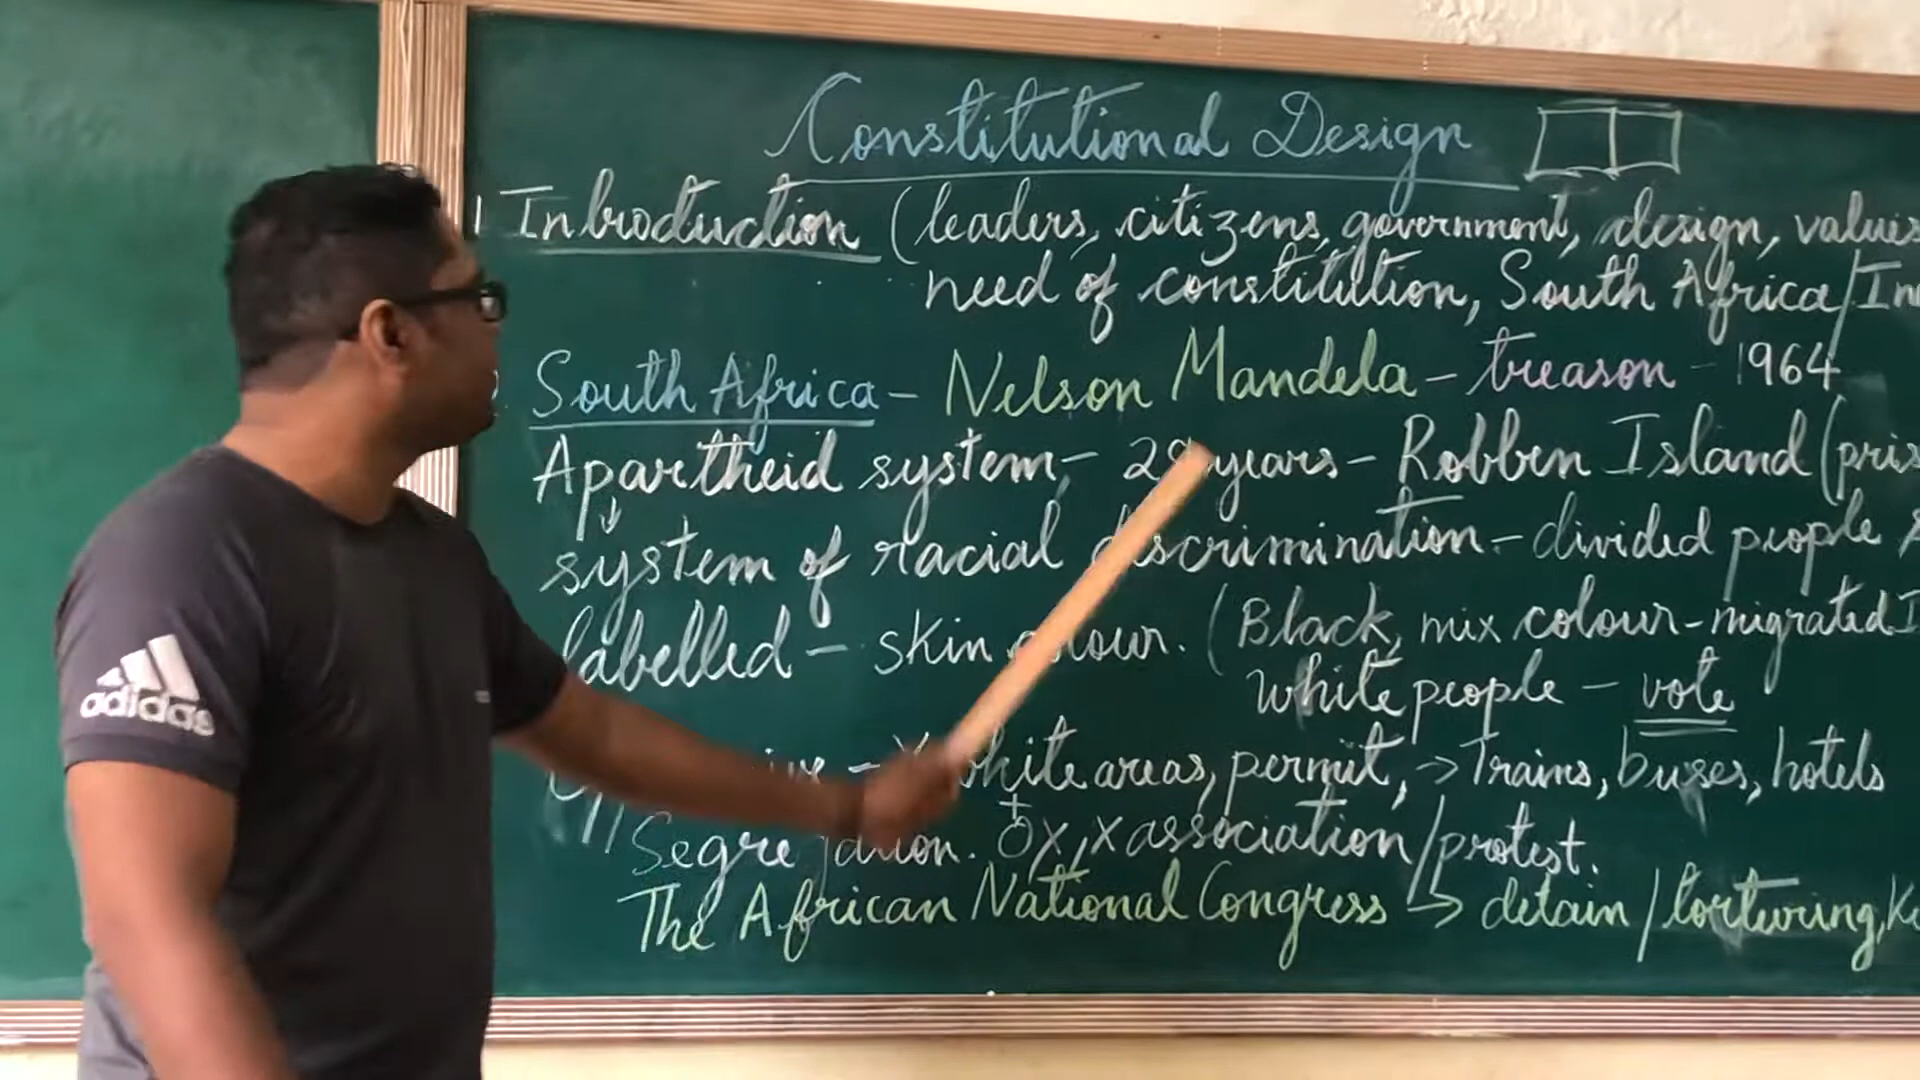 Constitutional Design
1 Introduction (leaders, citizens, government, design, values
need of constitution, South Africa/In
South Africa - Nelson Mandela - treason - 1964
Apartheid system - years - Robben Island (pris
system of racial discrimination - divided people
labelled - skin colour. (Black, mix colour - migrated I
white people - vote
white areas, permit, → Trains, buses, hotels
Segregation. x, x association/protest.
The African National Congress → detain/torturing, K
adidas